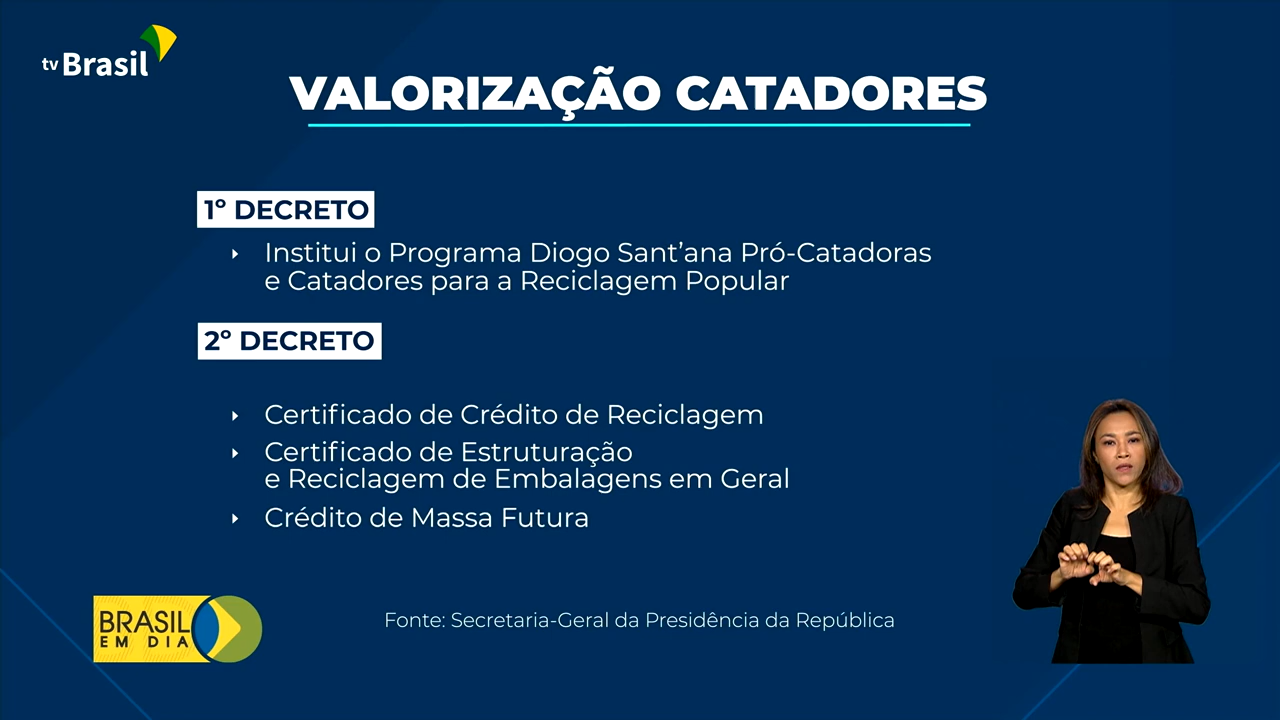 tv Brasil
VALORIZAÇÃO CATADORES
1º DECRETO
Institui o Programa Diogo Sant’ana Pró-Catadoras
e Catadores para a Reciclagem Popular
2º DECRETO
Certificado de Crédito de Reciclagem
Certificado de Estruturação
e Reciclagem de Embalagens em Geral
Crédito de Massa Futura
BRASIL
EM DIA
Fonte: Secretaria-Geral da Presidência da República